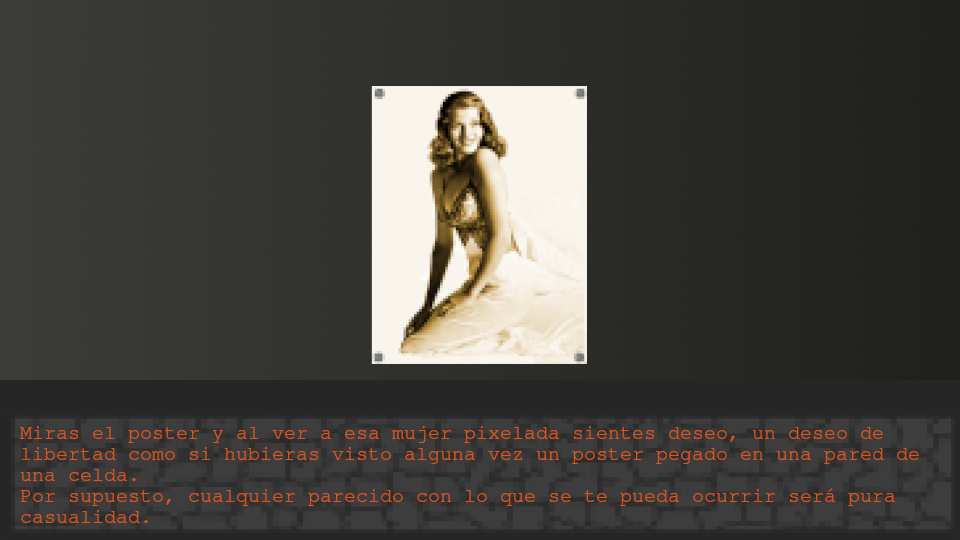 Miras el poster y al ver a esa mujer pixelada sientes deseo, un deseo de
libertad como si hubieras visto alguna vez un poster pegado en una pared de
una celda.
Por supuesto, cualquier parecido con lo que se te pueda ocurrir será pura
casualidad.